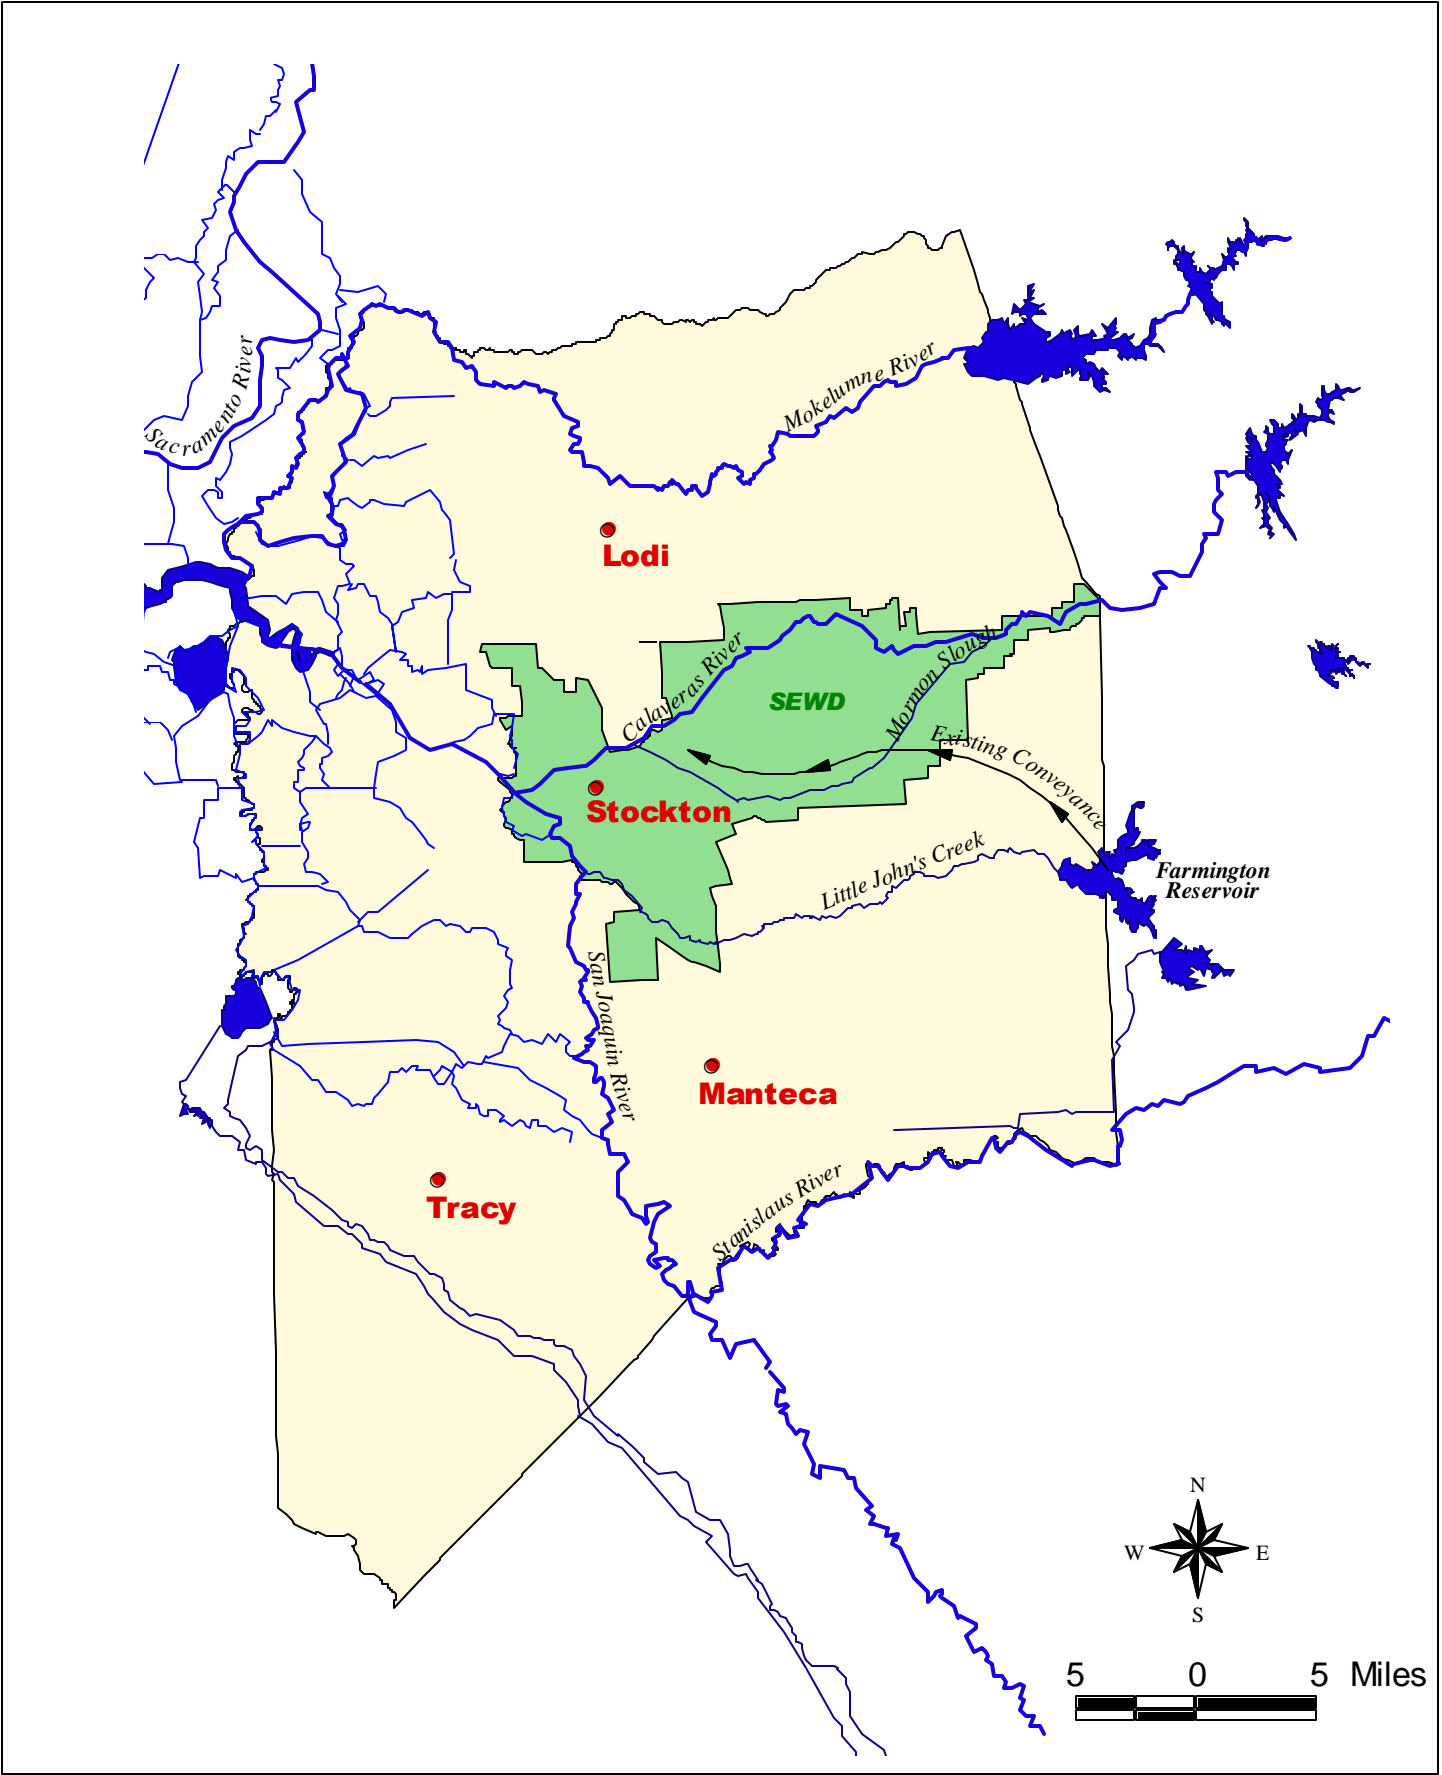 Sacramento River
Mokelumne River
Lodi
Calaveras River
SEWD
Mormon Slough
Existing Conveyance
Stockton
Little John's Creek
Farmington
Reservoir
San Joaquin River
Manteca
Stanislaus River
Tracy
N
W E
S
5 0 5 Miles